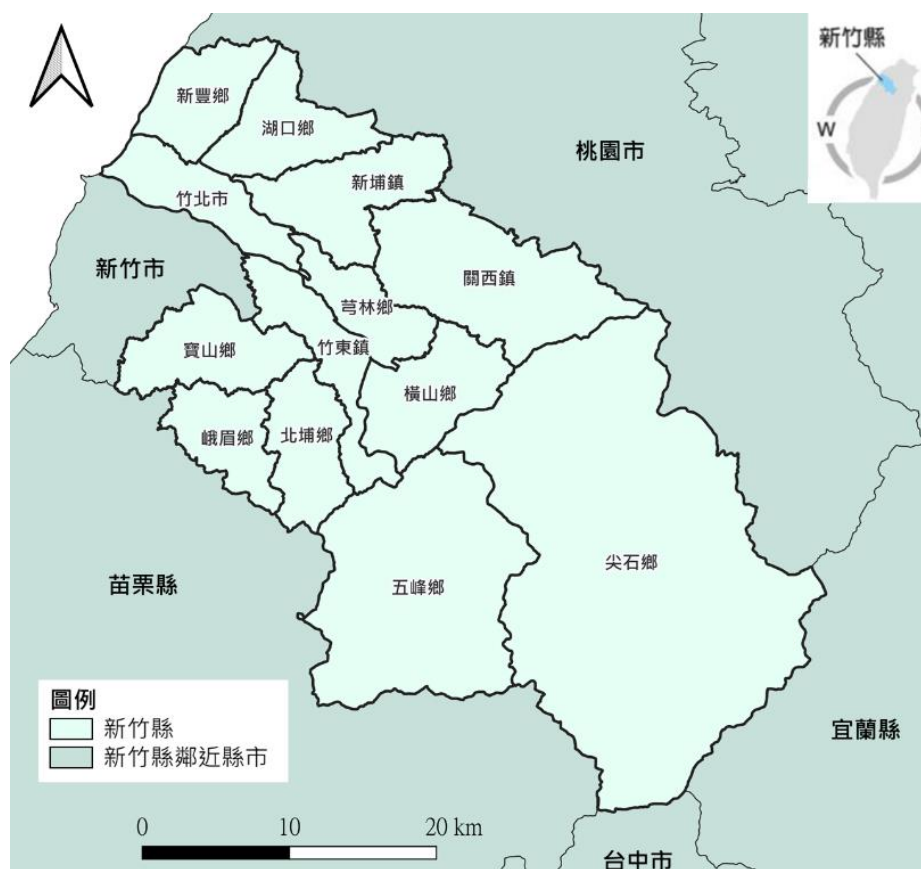 新竹縣
W
桃園市
新豐鄉
湖口鄉
新埔鎮
竹北市
關西鎮
新竹市
芎林鄉
竹東鎮
寶山鄉
橫山鄉
峨眉鄉
北埔鄉
尖石鄉
五峰鄉
苗栗縣
宜蘭縣
台中市
圖例
新竹縣
新竹縣鄰近縣市
0 10 20 km